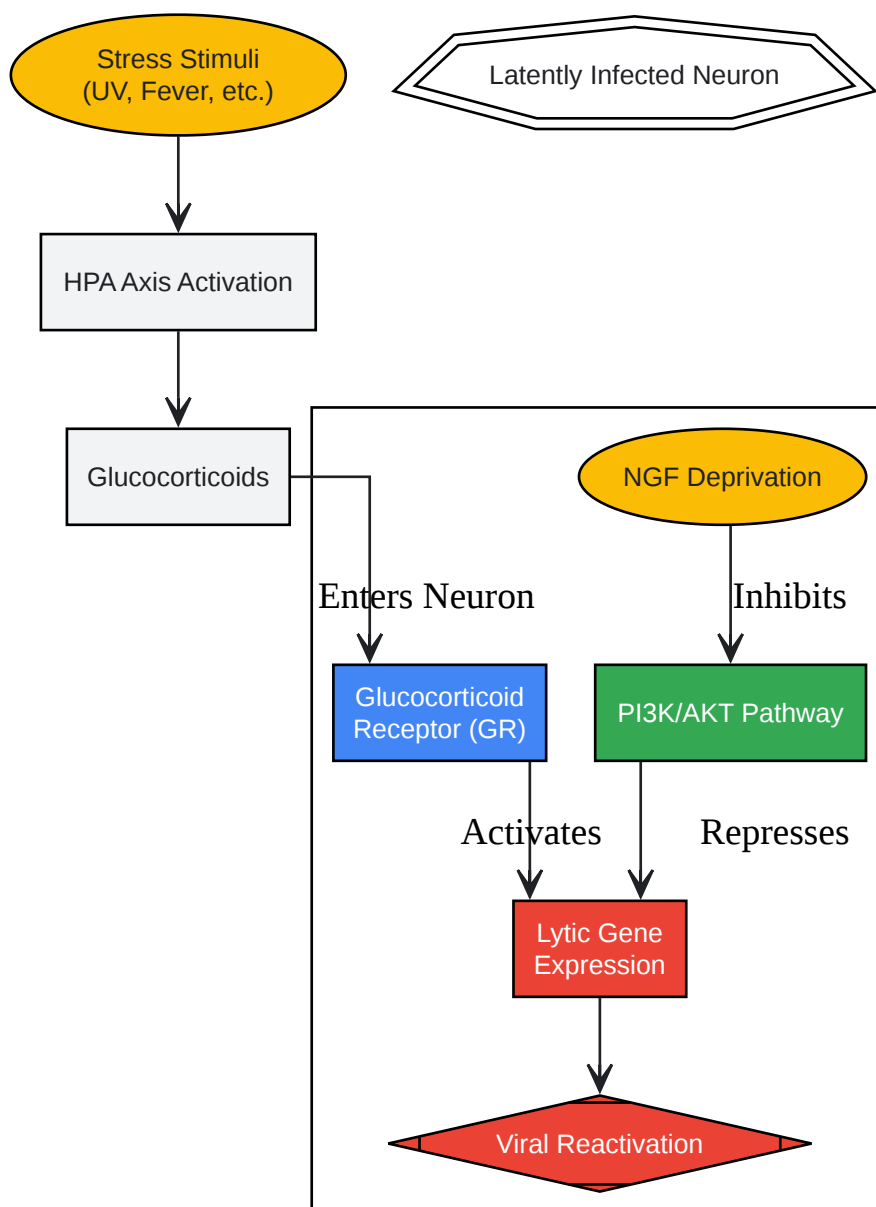 Stress Stimuli
(UV, Fever, etc.)
Latently Infected Neuron
HPA Axis Activation
Glucocorticoids
NGF Deprivation
Enters Neuron
Inhibits
Glucocorticoid
Receptor (GR)
PI3K/AKT Pathway
Activates
Represses
Lytic Gene
Expression
Viral Reactivation